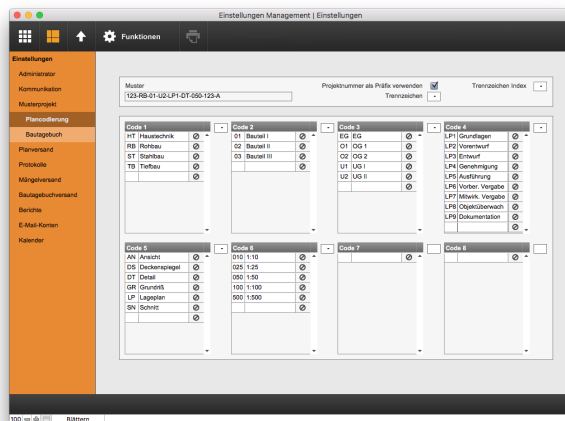 Einstellungen Management | Einstellungen
Funktionen
Einstellungen
Administrator
Kommunikation
Musterprojekt
Plancodierung
Bautagebuch
Planversand
Protokolle
Mängelversand
Bautagebuchversand
Berichte
E-Mail-Konten
Kalender
Muster
123-RB-01-U2-LP1-DT-050-123-A
Projektnummer als Präfix verwenden
Trennzeichen -
Trennzeichen Index -
Code 1 -
HT Haustechnik
RB Rohbau
ST Stahlbau
TB Tiefbau
Code 2 -
01 Bauteil I
02 Bauteil II
03 Bauteil III
Code 3 -
EG EG
O1 OG 1
O2 OG 2
U1 UG I
U2 UG II
Code 4 -
LP1 Grundlagen
LP2 Vorentwurf
LP3 Entwurf
LP4 Genehmigung
LP5 Ausführung
LP6 Vorber. Vergabe
LP7 Mitwirk. Vergabe
LP8 Objektüberwach
LP9 Dokumentation
Code 5 -
AN Ansicht
DS Deckenspiegel
DT Detail
GR Grundriß
LP Lageplan
SN Schnitt
Code 6 -
010 1:10
025 1:25
050 1:50
100 1:100
500 1:500
Code 7
Code 8
100
Blättern